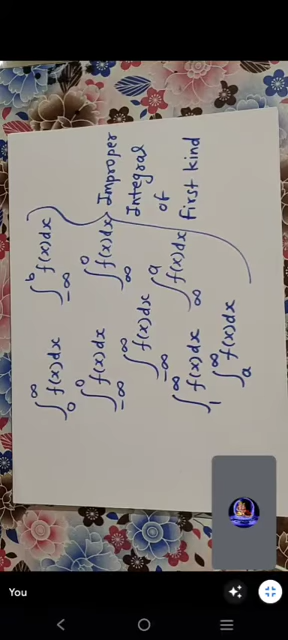 ∫₀^∞ f(x)dx
∫₋∞^b f(x)dx
∫₋∞^0 f(x)dx
∫_∞^0 f(x)dx
∫₋∞^∞ f(x)dx
∫_∞^a f(x)dx
∫₁^∞ f(x)dx
∫ₐ^∞ f(x)dx
Improper
Integral
of
first kind
You